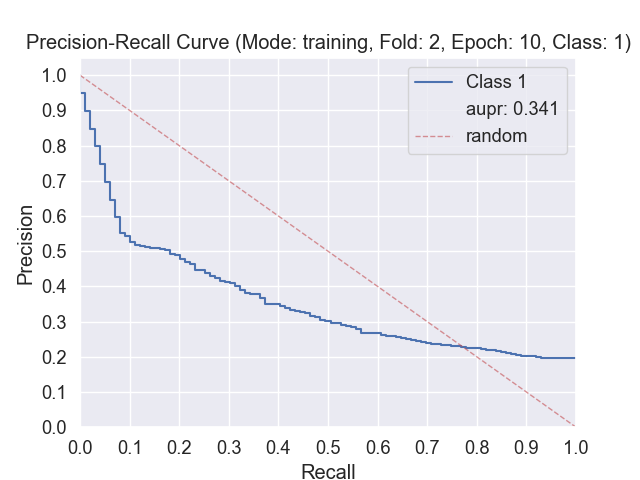 Precision-Recall Curve (Mode: training, Fold: 2, Epoch: 10, Class: 1)
Class 1
aupr: 0.341
random
Precision
1.0
0.9
0.8
0.7
0.6
0.5
0.4
0.3
0.2
0.1
0.0
0.0 0.1 0.2 0.3 0.4 0.5 0.6 0.7 0.8 0.9 1.0
Recall